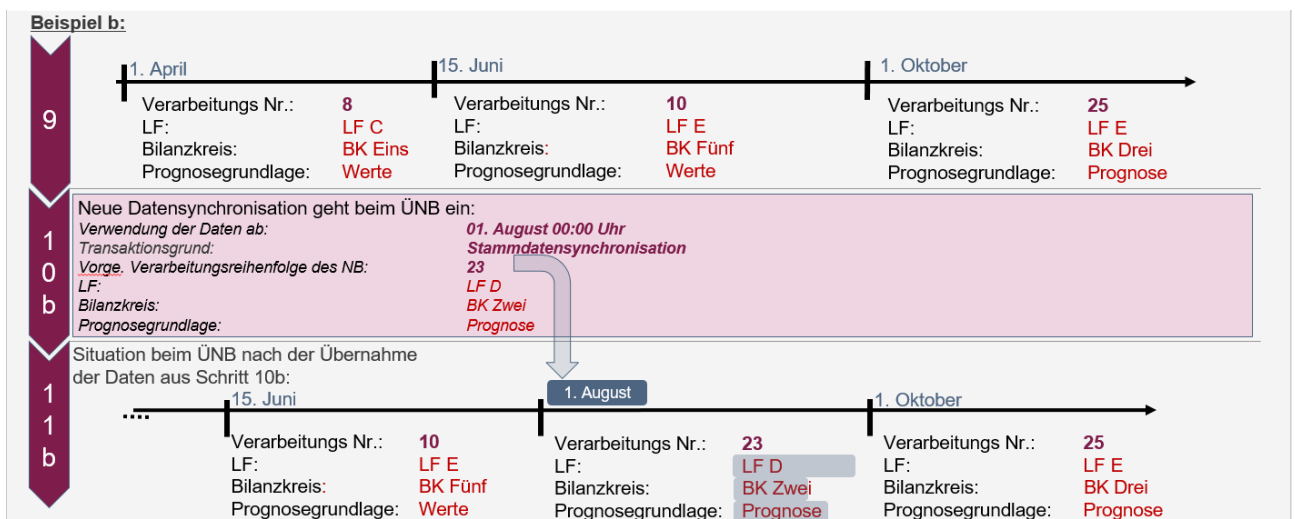 Beispiel b:
1. April 15. Juni 1. Oktober
9
Verarbeitungs Nr.: 8 Verarbeitungs Nr.: 10 Verarbeitungs Nr.: 25
LF: LF C LF: LF E LF: LF E
Bilanzkreis: BK Eins Bilanzkreis: BK Fünf Bilanzkreis: BK Drei
Prognosegrundlage: Werte Prognosegrundlage: Werte Prognosegrundlage: Prognose
10b
Neue Datensynchronisation geht beim ÜNB ein:
Verwendung der Daten ab: 01. August 00:00 Uhr
Transaktionsgrund: Stammdatensynchronisation
Vorge. Verarbeitungsreihenfolge des NB: 23
LF: LF D
Bilanzkreis: BK Zwei
Prognosegrundlage: Prognose
11b
Situation beim ÜNB nach der Übernahme
der Daten aus Schritt 10b:
15. Juni 1. August 1. Oktober
Verarbeitungs Nr.: 10 Verarbeitungs Nr.: 23 Verarbeitungs Nr.: 25
LF: LF E LF: LF D LF: LF E
Bilanzkreis: BK Fünf Bilanzkreis: BK Zwei Bilanzkreis: BK Drei
Prognosegrundlage: Werte Prognosegrundlage: Prognose Prognosegrundlage: Prognose